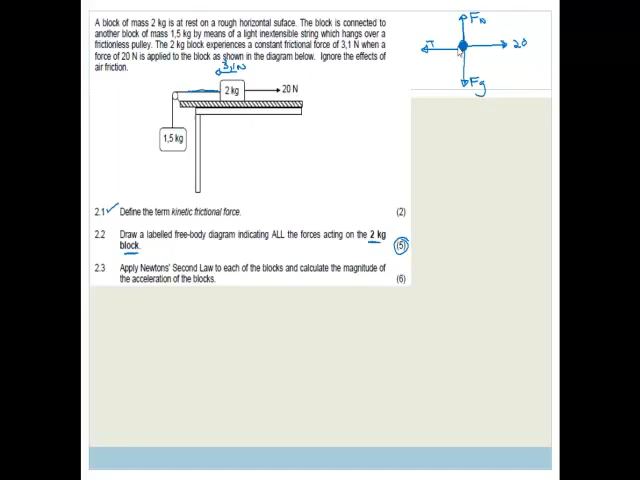 A block of mass 2 kg is at rest on a rough horizontal suface. The block is connected to
another block of mass 1,5 kg by means of a light inextensible string which hangs over a
frictionless pulley. The 2 kg block experiences a constant frictional force of 3,1 N when a
force of 20 N is applied to the block as shown in the diagram below. Ignore the effects of
air friction.
3,1N
2 kg
20 N
1,5 kg
FN
T
20
Fg
2.1 Define the term kinetic frictional force. (2)
2.2 Draw a labelled free-body diagram indicating ALL the forces acting on the 2 kg
block. (5)
2.3 Apply Newtons' Second Law to each of the blocks and calculate the magnitude of
the acceleration of the blocks. (6)